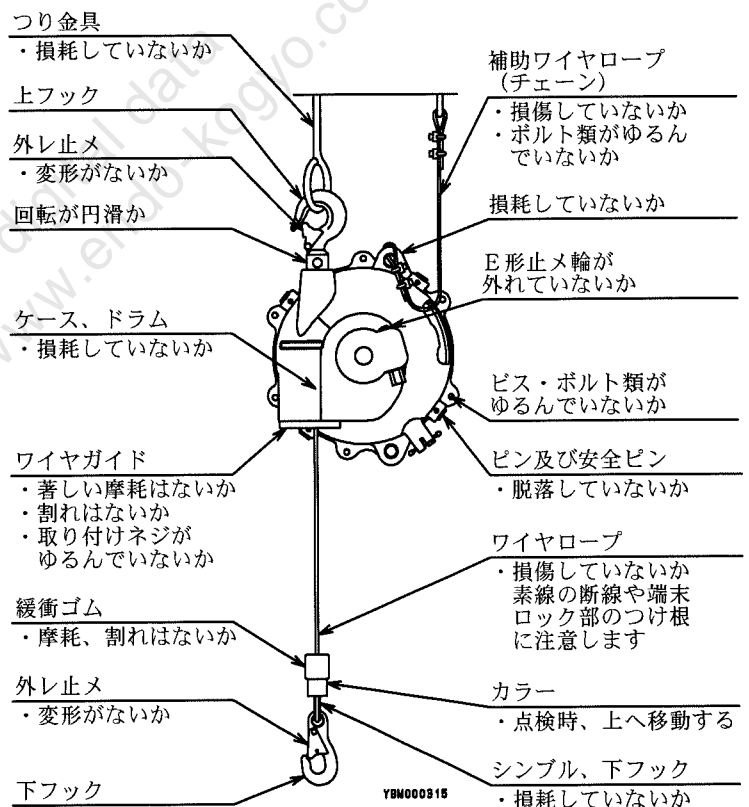 つり金具
・損耗していないか
上フック
外レ止メ
・変形がないか
回転が円滑か
ケース、ドラム
・損耗していないか
ワイヤガイド
・著しい摩耗はないか
・割れはないか
・取り付けネジが
ゆるんでいないか
緩衝ゴム
・摩耗、割れはないか
外レ止メ
・変形がないか
下フック
補助ワイヤロープ
(チェーン)
・損傷していないか
・ボルト類がゆるん
でいないか
損耗していないか
E形止メ輪が
外れていないか
ビス・ボルト類が
ゆるんでいないか
ピン及び安全ピン
・脱落していないか
ワイヤロープ
・損傷していないか
素線の断線や端末
ロック部のつけ根
に注意します
カラー
・点検時、上へ移動する
シンブル、下フック
・損耗していないか
YBM000315
digital data
www.endo-kogyo.co